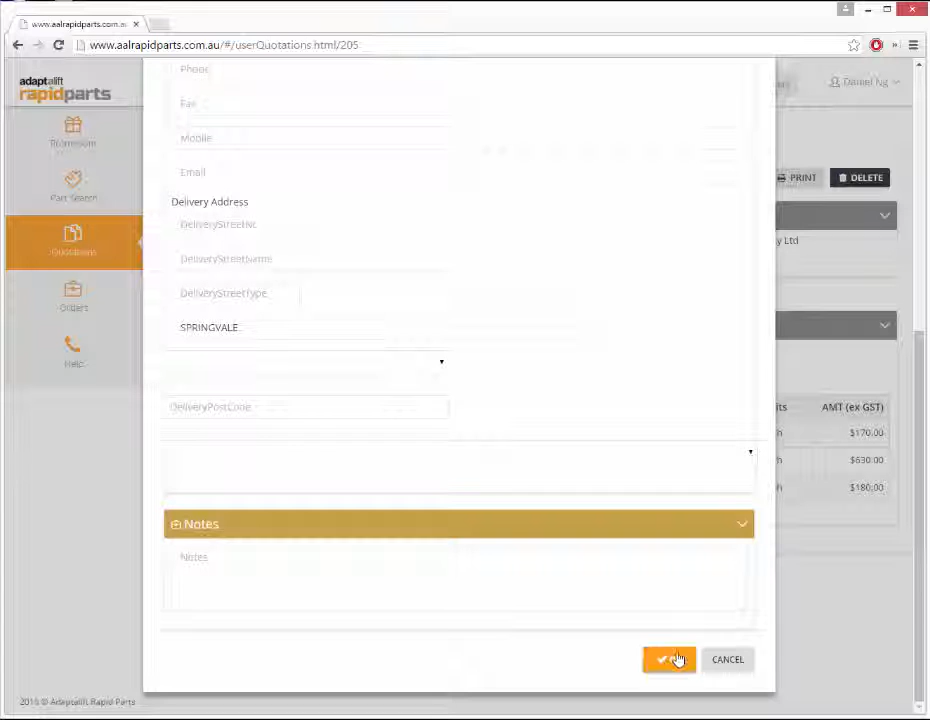 www.aalrapidparts.com.au
www.aalrapidparts.com.au/#/userQuotations.html/205
adaptalift
rapidparts
Daniel Ng
Phone
Fax
Mobile
Email
Part Search
PRINT
DELETE
Delivery Address
DeliveryStreetNo
Quotations
y Ltd
DeliveryStreetName
DeliveryStreetType
Orders
SPRINGVALE
Help
DeliveryPostCode
its
AMT (ex GST)
h
$170.00
h
$630.00
h
$180.00
Notes
Notes
CANCEL
2016 © Adaptalift Rapid Parts